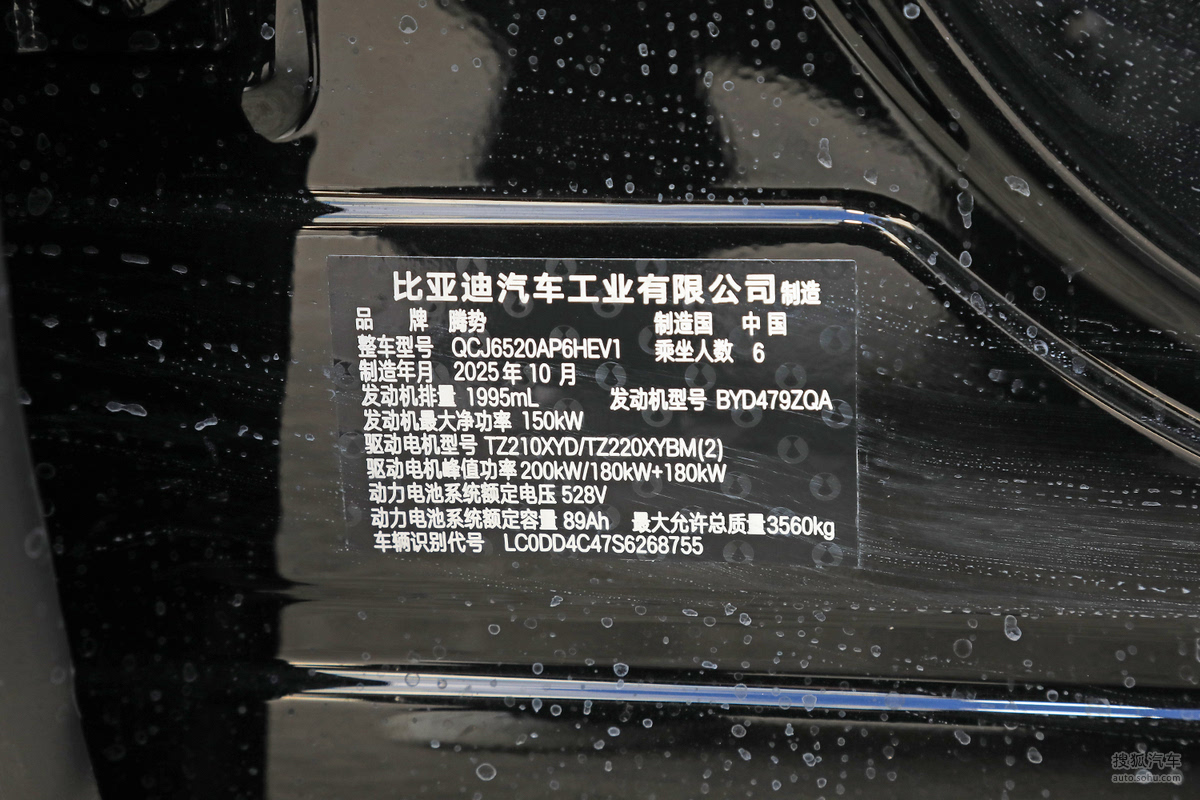 比亚迪汽车工业有限公司制造
品 牌 腾势 制造国 中国
整车型号 QCJ6520AP6HEV1 乘坐人数 6
制造年月 2025年10月
发动机排量 1995mL 发动机型号 BYD479ZQA
发动机最大净功率 150kW
驱动电机型号 TZ210XYD/TZ220XYBM(2)
驱动电机峰值功率 200kW/180kW+180kW
动力电池系统额定电压 528V
动力电池系统额定容量 89Ah 最大允许总质量3560kg
车辆识别代号 LC0DD4C47S6268755
搜狐汽车
auto.sohu.com